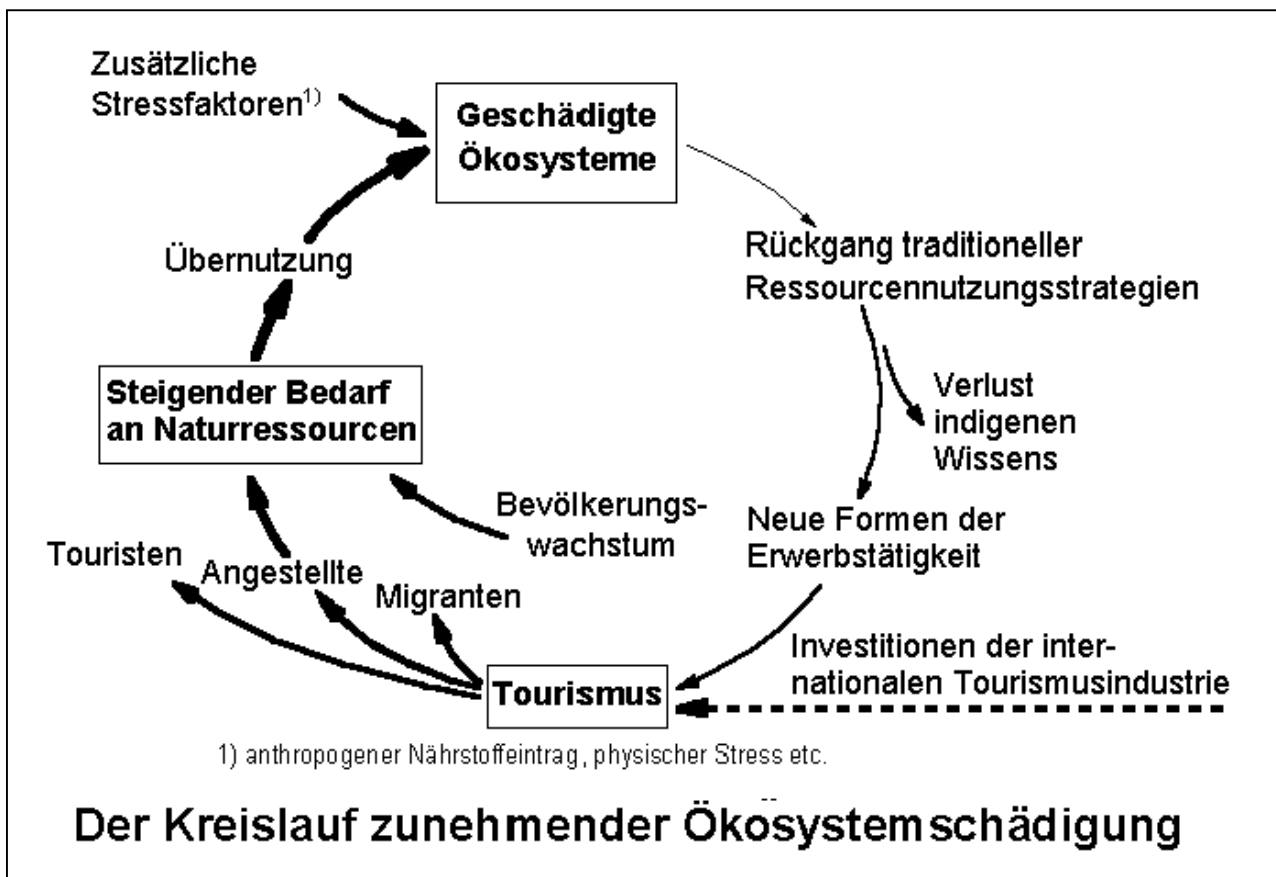 Zusätzliche
Stressfaktoren1)
Geschädigte
Ökosysteme
Übernutzung
Rückgang traditioneller
Ressourcennutzungsstrategien
Steigender Bedarf
an Naturressourcen
Verlust
indigenen
Wissens
Bevölkerungs-
wachstum
Neue Formen der
Erwerbstätigkeit
Touristen
Angestellte
Migranten
Investitionen der inter-
nationalen Tourismusindustrie
Tourismus
1) anthropogener Nährstoffeintrag, physischer Stress etc.
Der Kreislauf zunehmender Ökosystemschädigung